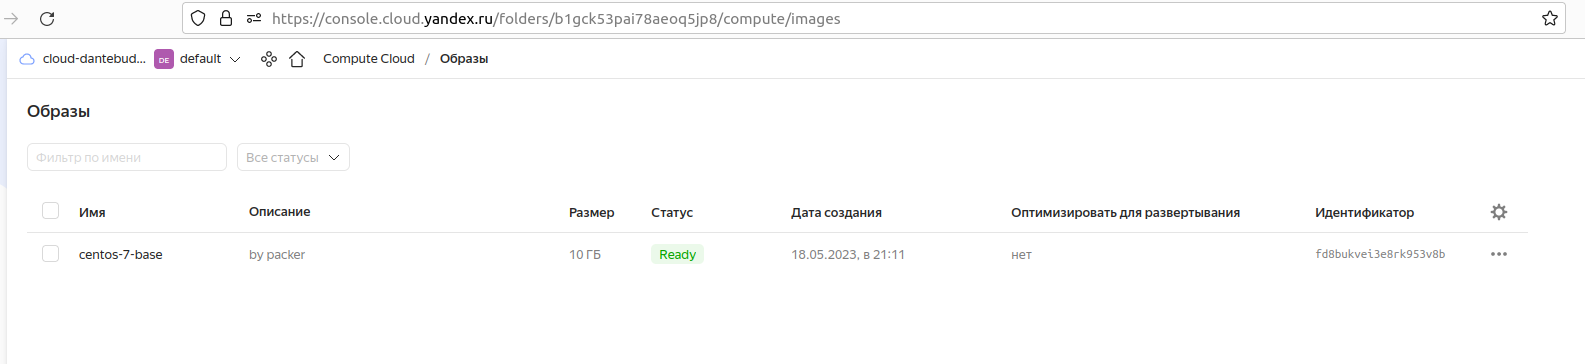 https://console.cloud.yandex.ru/folders/b1gck53pai78aeoq5jp8/compute/images
cloud-dantebud... DE default Compute Cloud / Образы
Образы
Фильтр по имени Все статусы
Имя Описание Размер Статус Дата создания Оптимизировать для развертывания Идентификатор
centos-7-base by packer 10 ГБ Ready 18.05.2023, в 21:11 нет fd8bukvei3e8rk953v8b